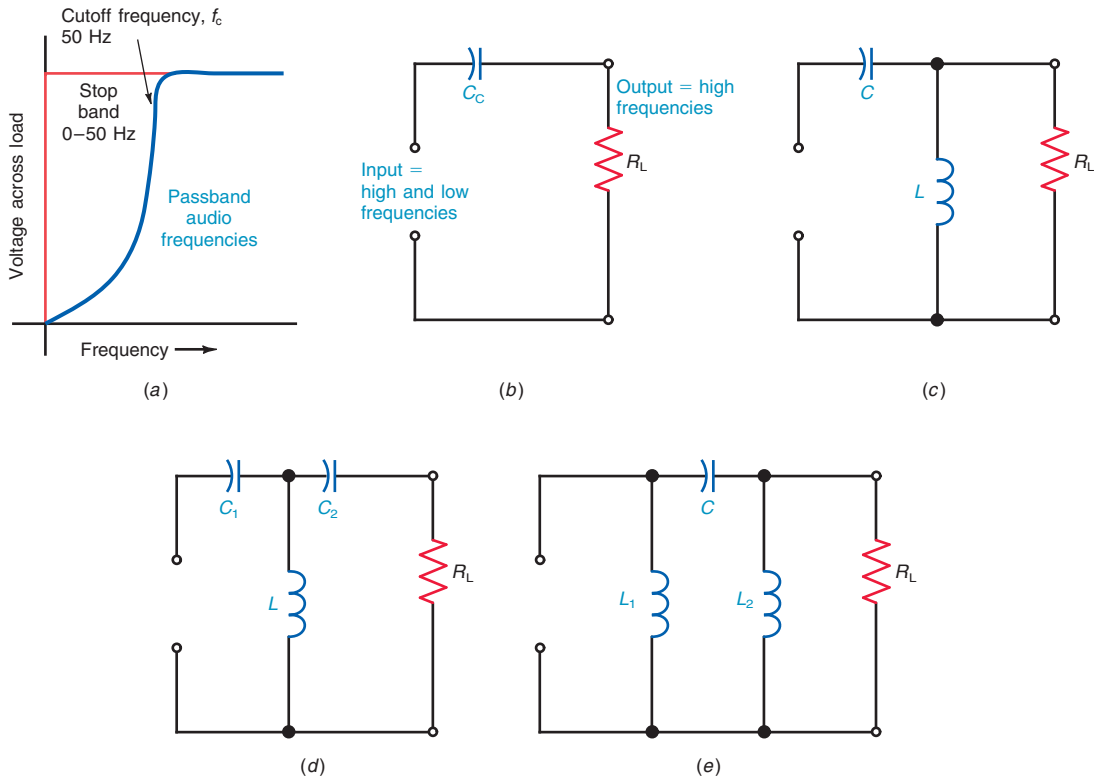 Cutoff frequency, fc
50 Hz
Stop
band
0–50 Hz
Passband
audio
frequencies
Voltage across load
Frequency
(a)
CC
Output = high
frequencies
RL
Input =
high and low
frequencies
(b)
C
L
RL
(c)
C1
C2
L
RL
(d)
C
L1
L2
RL
(e)